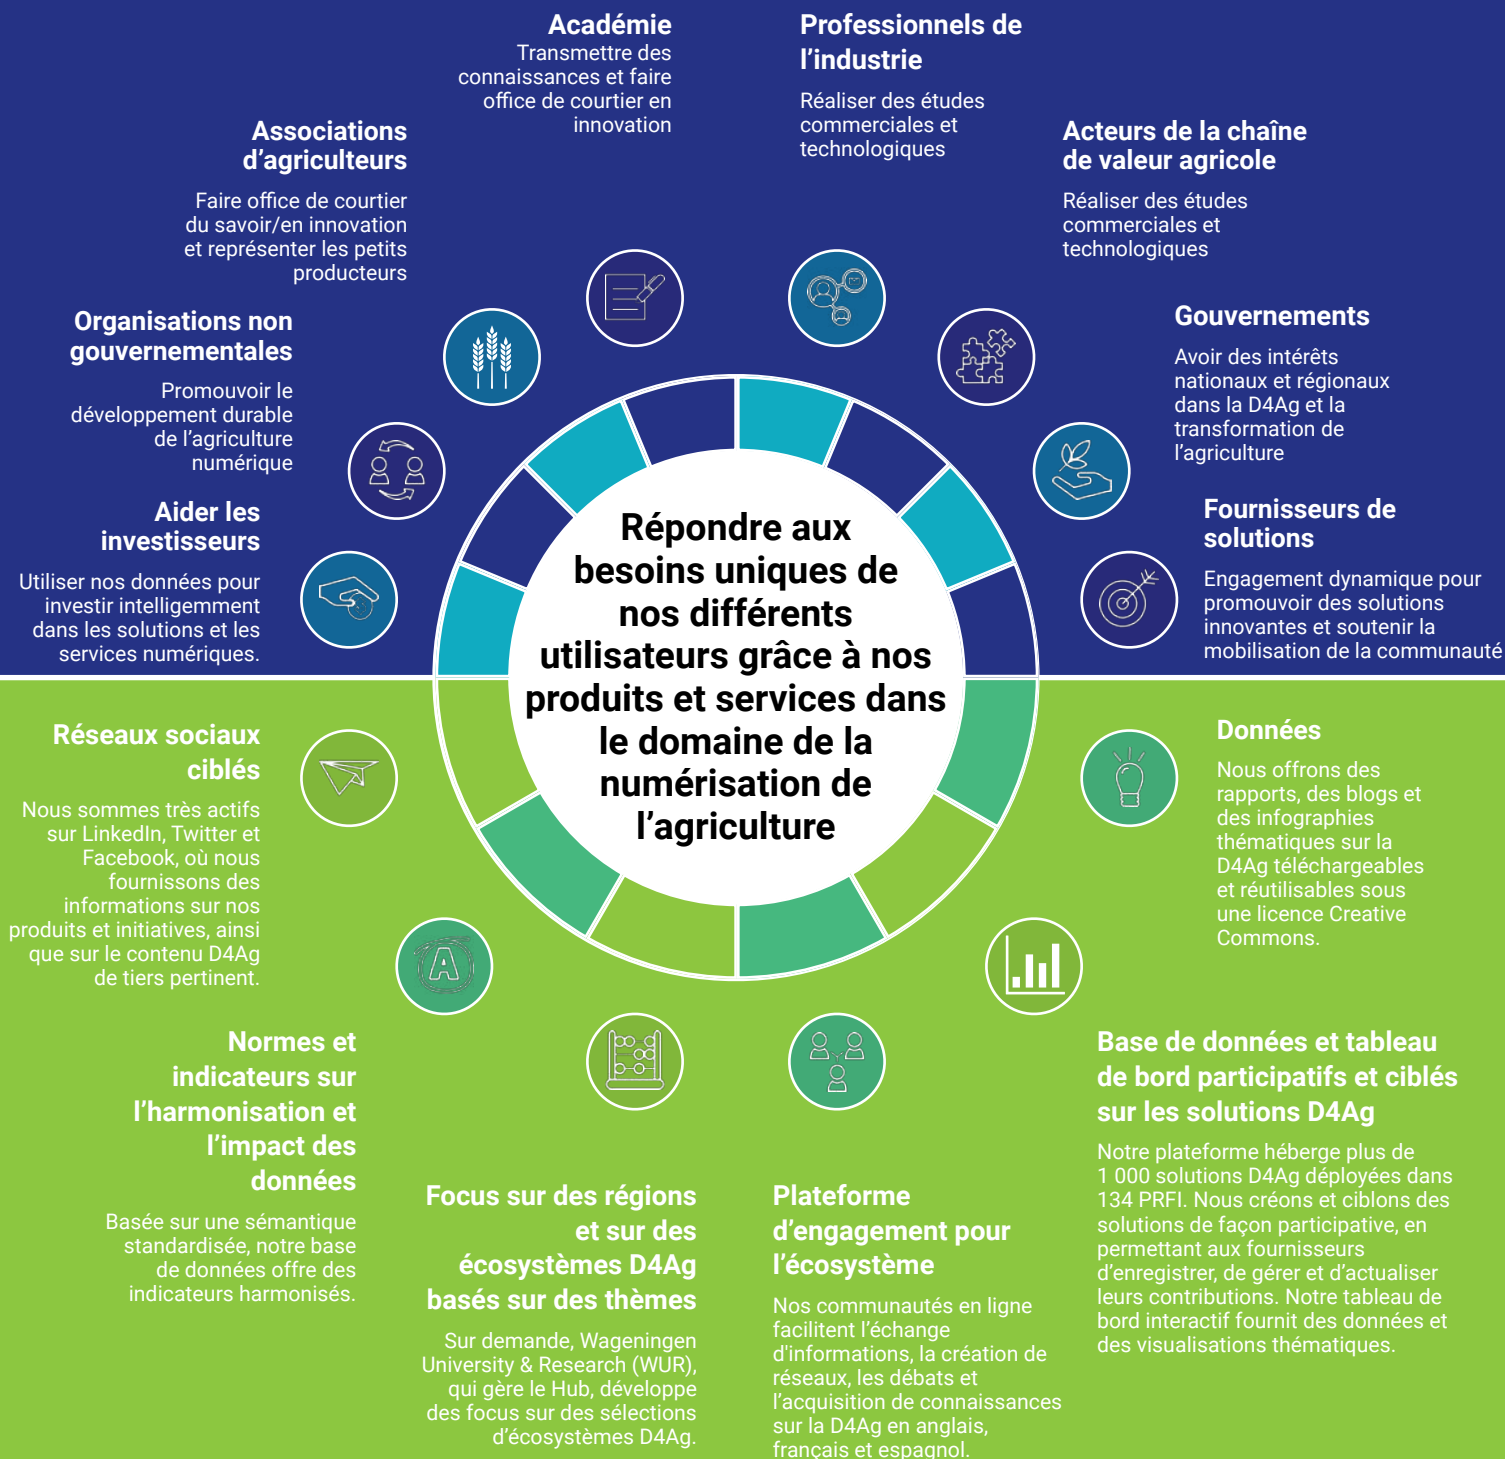 Académie
Transmettre des
connaissances et faire
office de courtier en
innovation
Professionnels de
l’industrie
Réaliser des études
commerciales et
technologiques
Associations
d’agriculteurs
Faire office de courtier
du savoir/en innovation
et représenter les petits
producteurs
Acteurs de la chaîne
de valeur agricole
Réaliser des études
commerciales et
technologiques
Organisations non
gouvernementales
Promouvoir le
développement durable
de l’agriculture
numérique
Gouvernements
Avoir des intérêts
nationaux et régionaux
dans la D4Ag et la
transformation de
l’agriculture
Aider les
investisseurs
Utiliser nos données pour
investir intelligemment
dans les solutions et les
services numériques.
Fournisseurs de
solutions
Engagement dynamique pour
promouvoir des solutions
innovantes et soutenir la
mobilisation de la communauté
Répondre aux
besoins uniques de
nos différents
utilisateurs grâce à nos
produits et services dans
le domaine de la
numérisation de
l’agriculture
Réseaux sociaux
ciblés
Nous sommes très actifs
sur LinkedIn, Twitter et
Facebook, où nous
fournissons des
informations sur nos
produits et initiatives, ainsi
que sur le contenu D4Ag
de tiers pertinent.
Données
Nous offrons des
rapports, des blogs et
des infographies
thématiques sur la
D4Ag téléchargeables
et réutilisables sous
une licence Creative
Commons.
A
Normes et
indicateurs sur
l’harmonisation et
l’impact des
données
Basée sur une sémantique
standardisée, notre base
de données offre des
indicateurs harmonisés.
Focus sur des régions
et sur des
écosystèmes D4Ag
basés sur des thèmes
Sur demande, Wageningen
University & Research (WUR),
qui gère le Hub, développe
des focus sur des sélections
d’écosystèmes D4Ag.
Plateforme
d’engagement pour
l’écosystème
Nos communautés en ligne
facilitent l’échange
d'informations, la création de
réseaux, les débats et
l’acquisition de connaissances
sur la D4Ag en anglais,
français et espagnol.
Base de données et tableau
de bord participatifs et ciblés
sur les solutions D4Ag
Notre plateforme héberge plus de
1 000 solutions D4Ag déployées dans
134 PRFI. Nous créons et ciblons des
solutions de façon participative, en
permettant aux fournisseurs
d’enregistrer, de gérer et d’actualiser
leurs contributions. Notre tableau de
bord interactif fournit des données et
des visualisations thématiques.